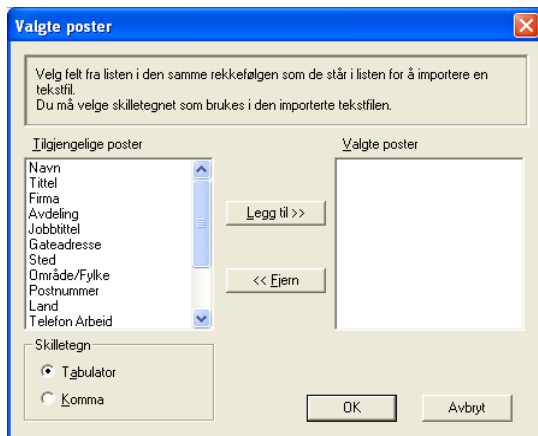 Valgte poster
Velg felt fra listen i den samme rekkefølgen som de står i listen for å importere en
tekstfil.
Du må velge skilletegnet som brukes i den importerte tekstfilen.
Tilgjengelige poster
Valgte poster
Navn
Tittel
Firma
Avdeling
Jobbtittel
Gateadresse
Sted
Område/Fylke
Postnummer
Land
Telefon Arbeid
Legg til >>
<< Fjern
Skilletegn
Tabulator
Komma
OK
Avbryt